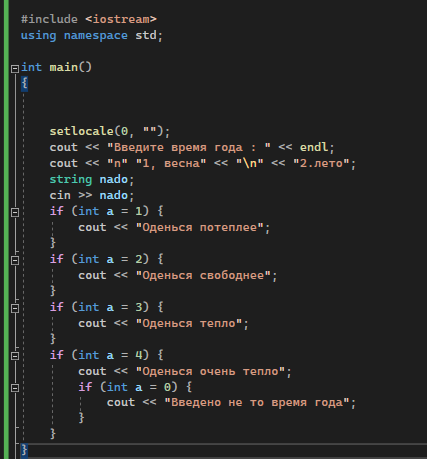 #include <iostream>
using namespace std;
int main()
{
setlocale(0, "");
cout << "Введите время года : " << endl;
cout << "n" "1, весна" << "\n" << "2.лето";
string nado;
cin >> nado;
if (int a = 1) {
cout << "Оденься потеплее";
}
if (int a = 2) {
cout << "Оденься свободнее";
}
if (int a = 3) {
cout << "Оденься тепло";
}
if (int a = 4) {
cout << "Оденься очень тепло";
if (int a = 0) {
cout << "Введено не то время года";
}
}
}